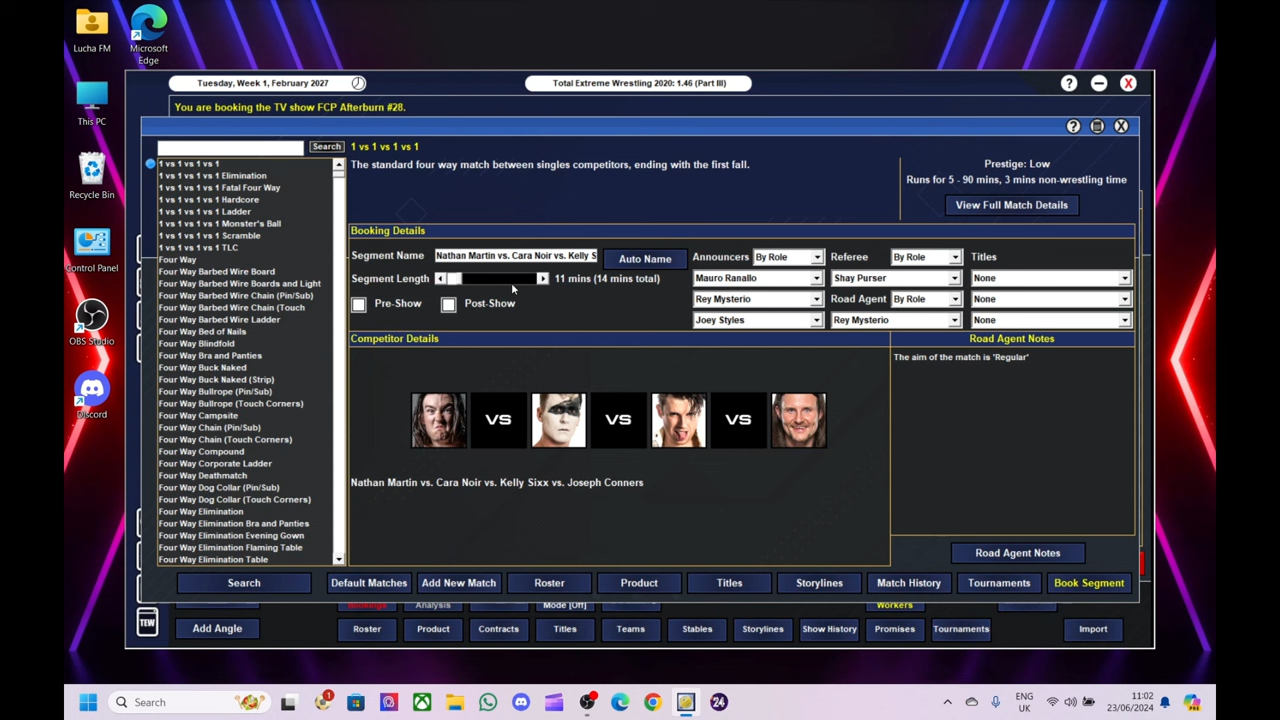 Lucha FM
Microsoft
Edge
This PC
Recycle Bin
Control Panel
OBS Studio
Discord
Tuesday, Week 1, February 2027
Total Extreme Wrestling 2020: 1.46 (Part III)
? X
You are booking the TV show FCP Afterburn #28.
? X
Search
1 vs 1 vs 1 vs 1
1 vs 1 vs 1 vs 1
1 vs 1 vs 1 vs 1 Elimination
1 vs 1 vs 1 vs 1 Fatal Four Way
1 vs 1 vs 1 vs 1 Hardcore
1 vs 1 vs 1 vs 1 Ladder
1 vs 1 vs 1 vs 1 Monster's Ball
1 vs 1 vs 1 vs 1 Scramble
1 vs 1 vs 1 vs 1 TLC
Four Way
Four Way Barbed Wire Board
Four Way Barbed Wire Boards and Light
Four Way Barbed Wire Chain (Pin/Sub)
Four Way Barbed Wire Chain (Touch
Four Way Barbed Wire Ladder
Four Way Bed of Nails
Four Way Blindfold
Four Way Bra and Panties
Four Way Buck Naked
Four Way Buck Naked (Strip)
Four Way Bullrope (Pin/Sub)
Four Way Bullrope (Touch Corners)
Four Way Campsite
Four Way Chain (Pin/Sub)
Four Way Chain (Touch Corners)
Four Way Compound
Four Way Corporate Ladder
Four Way Deathmatch
Four Way Dog Collar (Pin/Sub)
Four Way Dog Collar (Touch Corners)
Four Way Elimination
Four Way Elimination Bra and Panties
Four Way Elimination Evening Gown
Four Way Elimination Flaming Table
Four Way Elimination Table
The standard four way match between singles competitors, ending with the first fall.
Prestige: Low
Runs for 5 - 90 mins, 3 mins non-wrestling time
View Full Match Details
Booking Details
Segment Name
Nathan Martin vs. Cara Noir vs. Kelly S
Auto Name
Announcers
By Role
Referee
By Role
Titles
Segment Length
11 mins (14 mins total)
Mauro Ranallo
Shay Purser
None
Pre-Show
Post-Show
Rey Mysterio
Road Agent
By Role
None
Joey Styles
Rey Mysterio
None
Competitor Details
Road Agent Notes
The aim of the match is 'Regular'
VS
VS
VS
Nathan Martin vs. Cara Noir vs. Kelly Sixx vs. Joseph Conners
Road Agent Notes
Search
Default Matches
Add New Match
Roster
Product
Titles
Storylines
Match History
Tournaments
Book Segment
Bookings
Analysis
Mode [Off]
Workers
TEW
Add Angle
Roster
Product
Contracts
Titles
Teams
Stables
Storylines
Show History
Promises
Tournaments
Import
Search
1
24
ENG
UK
11:02
23/06/2024